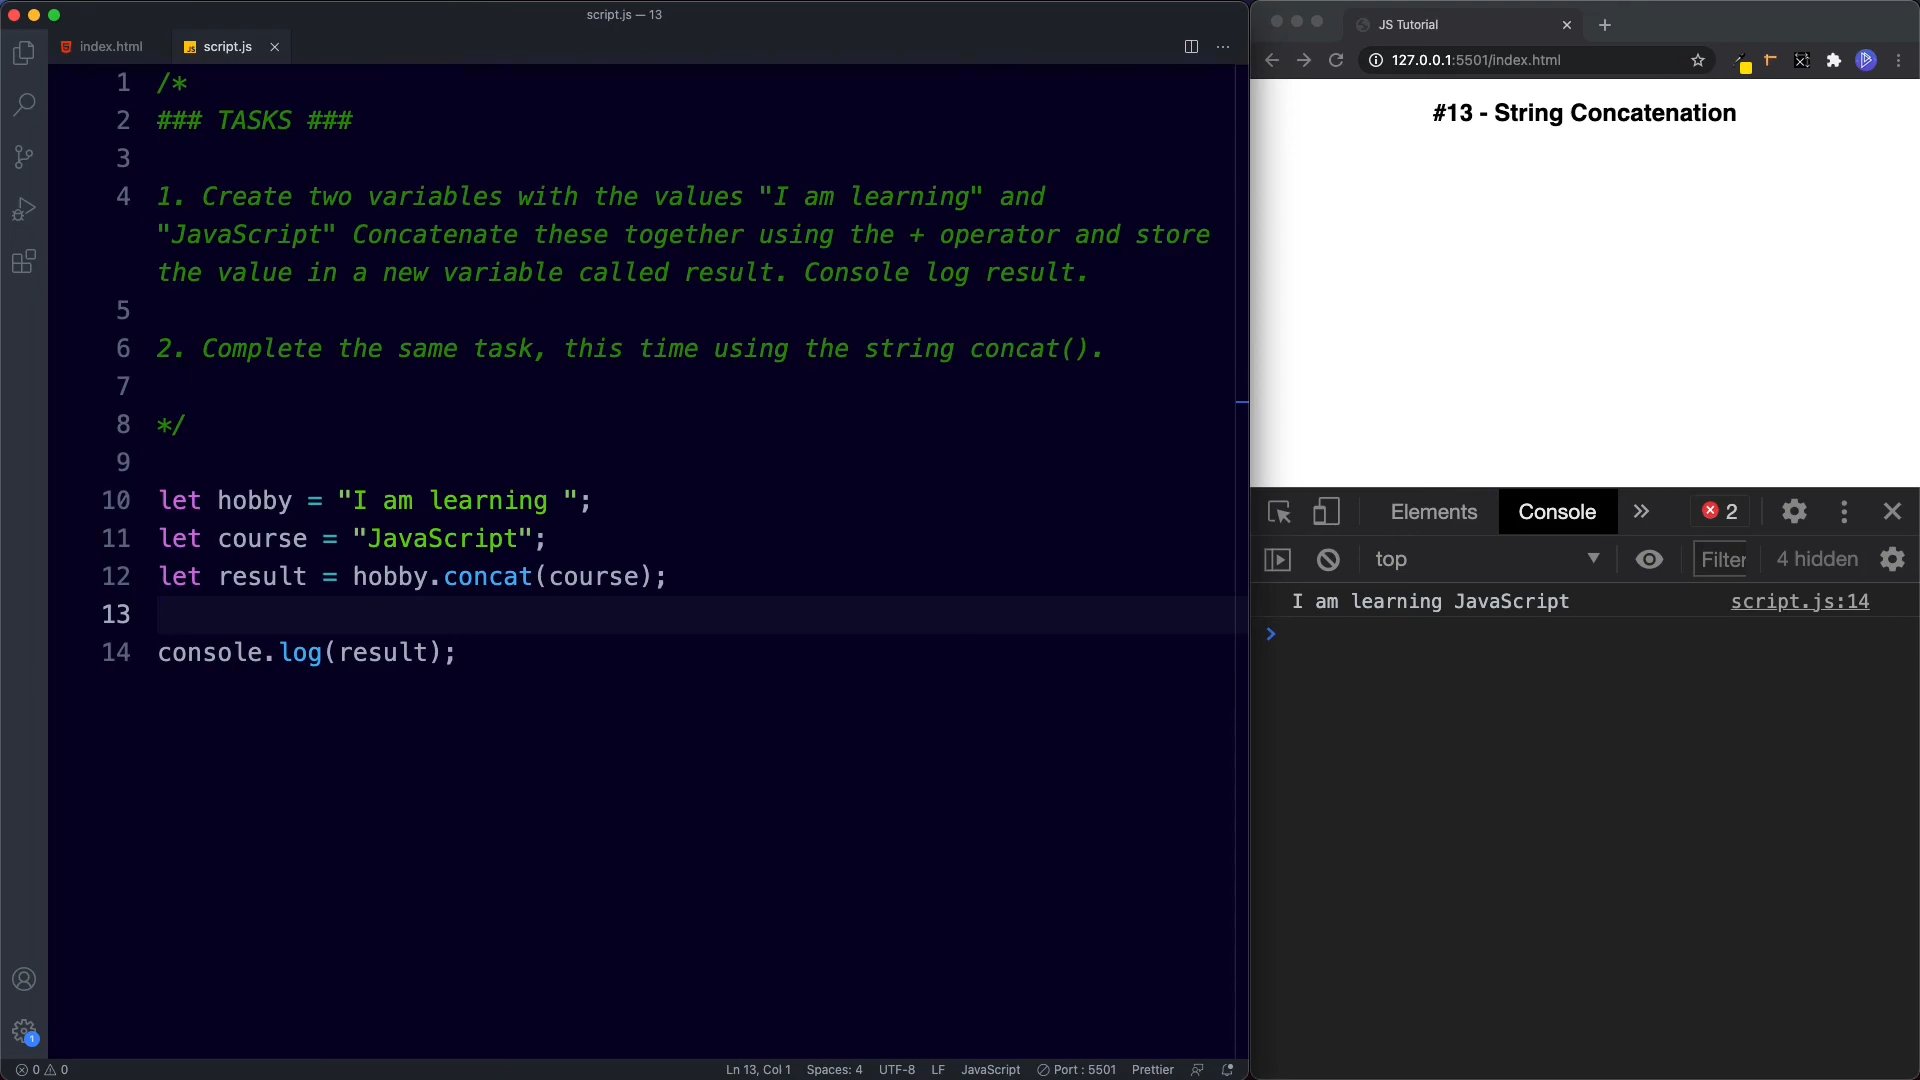 script.js — 13
index.html
script.js
1 /*
2 ### TASKS ###
3
4 1. Create two variables with the values "I am learning" and
"JavaScript" Concatenate these together using the + operator and store
the value in a new variable called result. Console log result.
5
6 2. Complete the same task, this time using the string concat().
7
8 */
9
10 let hobby = "I am learning ";
11 let course = "JavaScript";
12 let result = hobby.concat(course);
13
14 console.log(result);
1
0 0
Ln 13, Col 1 Spaces: 4 UTF-8 LF JavaScript Port : 5501 Prettier
JS Tutorial
127.0.0.1:5501/index.html
#13 - String Concatenation
Elements Console 2
top Filter 4 hidden
I am learning JavaScript script.js:14